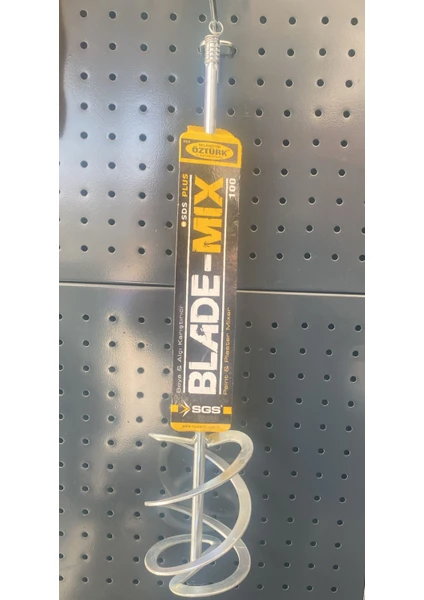 ÖZTÜRK
SDS PLUS
BLADE-MIX
100
Boya & Alçı Karıştırıcı
Paint & Plaster Mixer
SGS